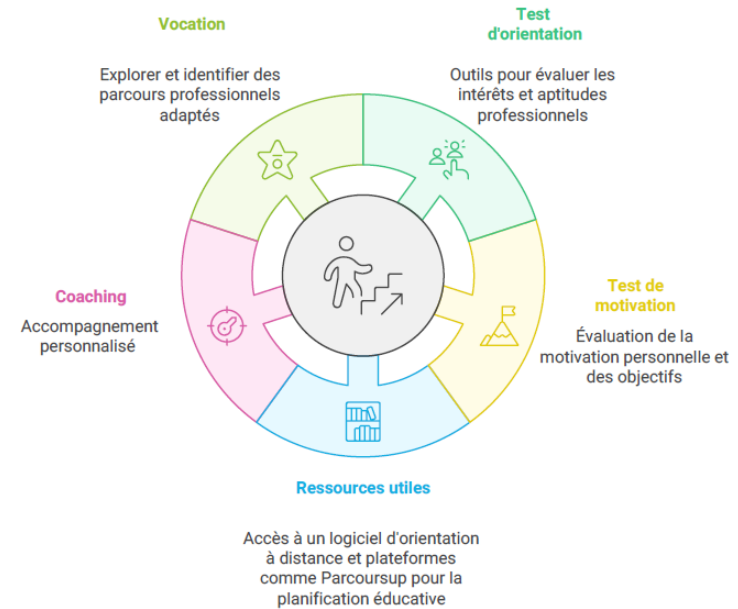 Vocation
Explorer et identifier des
parcours professionnels
adaptés
Test
d'orientation
Outils pour évaluer les
intérêts et aptitudes
professionnels
Coaching
Accompagnement
personnalisé
Test de
motivation
Évaluation de la
motivation personnelle et
des objectifs
Ressources utiles
Accès à un logiciel d'orientation
à distance et plateformes
comme Parcoursup pour la
planification éducative